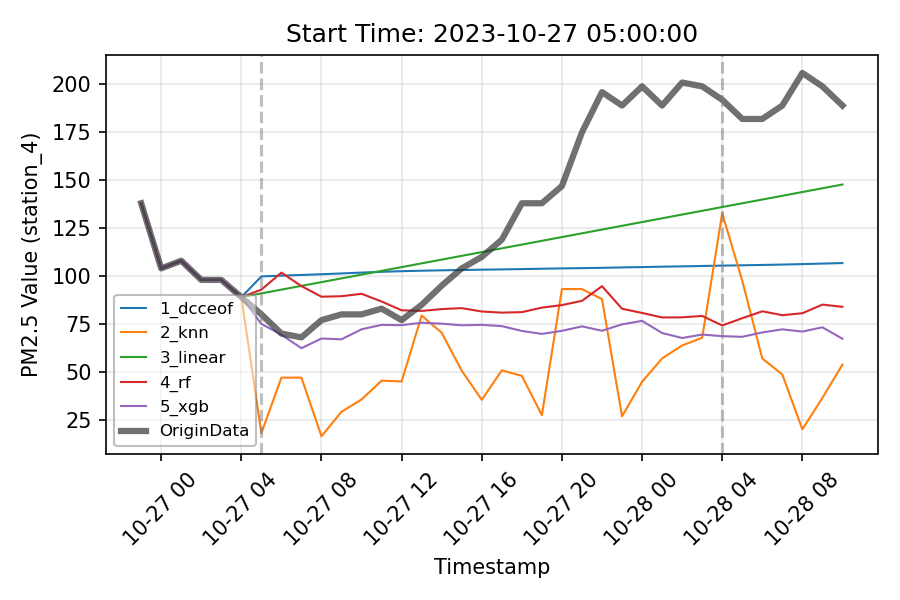 Start Time: 2023-10-27 05:00:00
PM2.5 Value (station_4)
200
175
150
125
100
75
50
25
1_dcceof
2_knn
3_linear
4_rf
5_xgb
OriginData
10-27 00
10-27 04
10-27 08
10-27 12
10-27 16
10-27 20
10-28 00
10-28 04
10-28 08
Timestamp